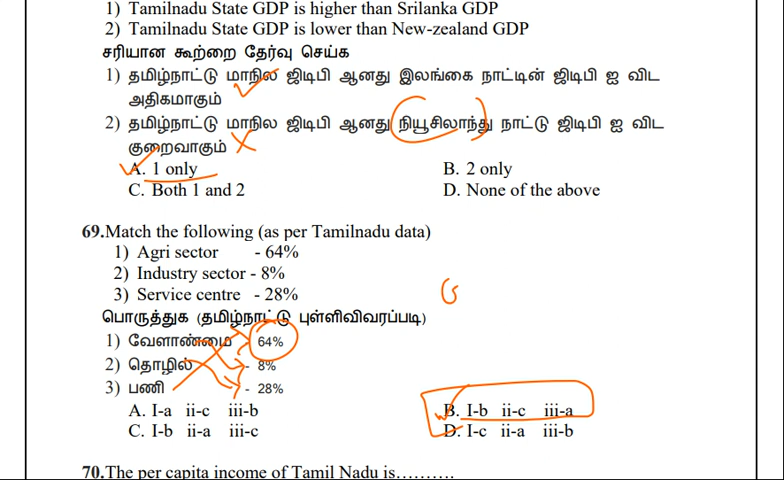 1) Tamilnadu State GDP is higher than Srilanka GDP
2) Tamilnadu State GDP is lower than New-zealand GDP
சரியான கூற்றை தேர்வு செய்க
1) தமிழ்நாட்டு மாநில ஜிடிபி ஆனது இலங்கை நாட்டின் ஜிடிபி ஐ விட
அதிகமாகும்
2) தமிழ்நாட்டு மாநில ஜிடிபி ஆனது நியூசிலாந்து நாட்டு ஜிடிபி ஐ விட
குறைவாகும்
A. 1 only B. 2 only
C. Both 1 and 2 D. None of the above
69.Match the following (as per Tamilnadu data)
1) Agri sector - 64%
2) Industry sector - 8%
3) Service centre - 28%
பொருத்துக (தமிழ்நாட்டு புள்ளிவிவரப்படி)
1) வேளாண்மை 64%
2) தொழில் - 8%
3) பணி - 28%
A. I-a ii-c iii-b B. I-b ii-c iii-a
C. I-b ii-a iii-c D. I-c ii-a iii-b
70.The per capita income of Tamil Nadu is……….